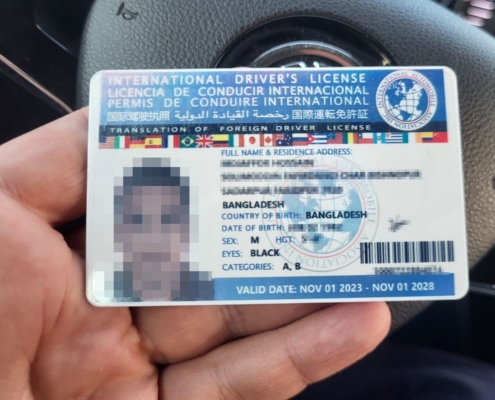 INTERNATIONAL DRIVER'S LICENSE
LICENCIA DE CONDUCIR INTERNACIONAL
PERMIS DE CONDUIRE INTERNATIONAL
国际驾驶执照 رخصة القيادة الدولية 国際運転免許証
TRANSLATION OF FOREIGN DRIVER LICENSE
FULL NAME & RESIDENCE ADDRESS:
BANGLADESH
COUNTRY OF BIRTH: BANGLADESH
DATE OF BIRTH:
SEX: M HGT:
EYES: BLACK
CATEGORIES: A, B
VALID DATE: NOV 01 2023 - NOV 01 2028